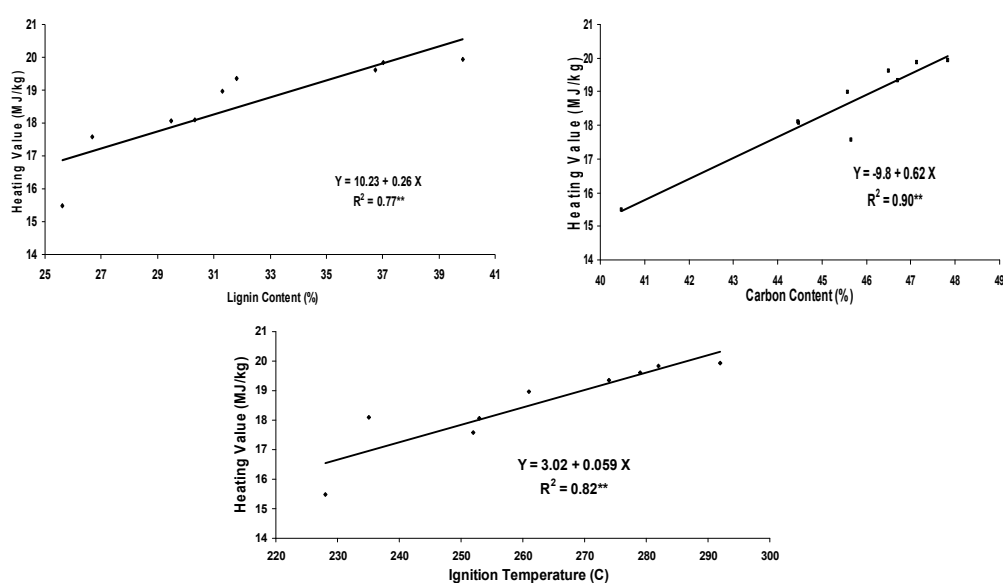 21
20
19
18
17
16
15
14
Heating Value (MJ/kg)
Y = 10.23 + 0.26 X
R² = 0.77**
25 27 29 31 33 35 37 39 41
Lignin Content (%)
21
20
19
18
17
16
15
14
Heating Value (MJ/kg)
Y = -9.8 + 0.62 X
R² = 0.90**
40 41 42 43 44 45 46 47 48 49
Carbon Content (%)
21
20
19
18
17
16
15
14
Heating Value (MJ/kg)
Y = 3.02 + 0.059 X
R² = 0.82**
220 230 240 250 260 270 280 290 300
Ignition Temperature (C)